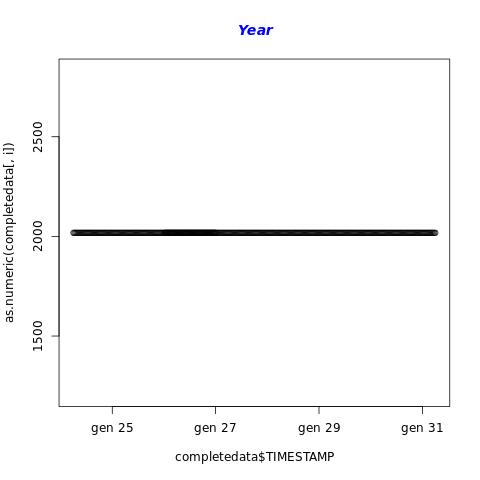 Year
as.numeric(completedata[, i])
2500
2000
1500
gen 25
gen 27
gen 29
gen 31
completedata$TIMESTAMP